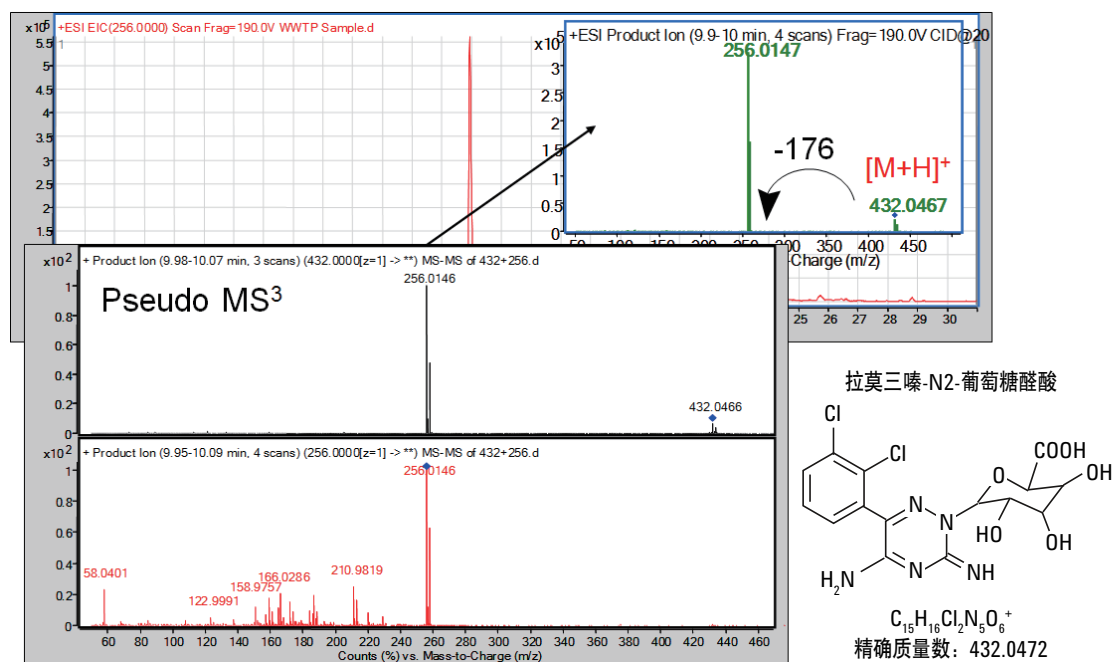 x10⁵ +ESI EIC(256.0000) Scan Frag=190.0V WWTP Sample.d
1
5.5
5
4.5
4
3.5
3
2.5
2
1.5
25 26 27 28 29 30
+ESI Product Ion (9.9-10 min, 4 scans) Frag=190.0V CID@20
256.0147
3
2.5
2
1.5
1
0.5
0
-176
[M+H]⁺
432.0467
50 100 150 200 250 300 350 400 450
-Charge (m/z)
x10² + Product Ion (9.98-10.07 min, 3 scans) (432.0000[z=1] -> **) MS-MS of 432+256.d
Pseudo MS³
256.0146
432.0466
1
0.8
0.6
0.4
0.2
0
x10² + Product Ion (9.95-10.09 min, 4 scans) (256.0000[z=1] -> **) MS-MS of 432+256.d
256.0146
1
0.8
0.6
0.4
0.2
0
58.0401
122.9991
158.9757
166.0286
210.9819
60 80 100 120 140 160 180 200 220 240 260 280 300 320 340 360 380 400 420 440 460
Counts (%) vs. Mass-to-Charge (m/z)
拉莫三嗪-N2-葡萄糖醛酸
Cl
Cl
COOH
O
OH
N
N
HO
OH
H₂N
N
NH
C₁₅H₁₆Cl₂N₅O₆⁺
精确质量数：432.0472